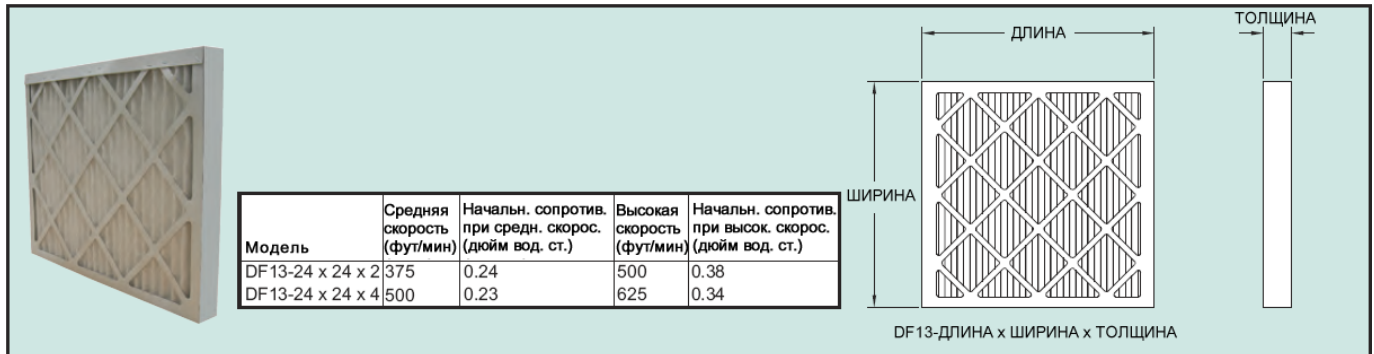 ДЛИНА
ТОЛЩИНА
ШИРИНА
Модель
Средняя скорость (фут/мин)
Начальн. сопротив. при средн. скорос. (дюйм вод. ст.)
Высокая скорость (фут/мин)
Начальн. сопротив. при высок. скорос. (дюйм вод. ст.)
DF13-24 x 24 x 2 375 0.24 500 0.38
DF13-24 x 24 x 4 500 0.23 625 0.34
DF13-ДЛИНА x ШИРИНА x ТОЛЩИНА